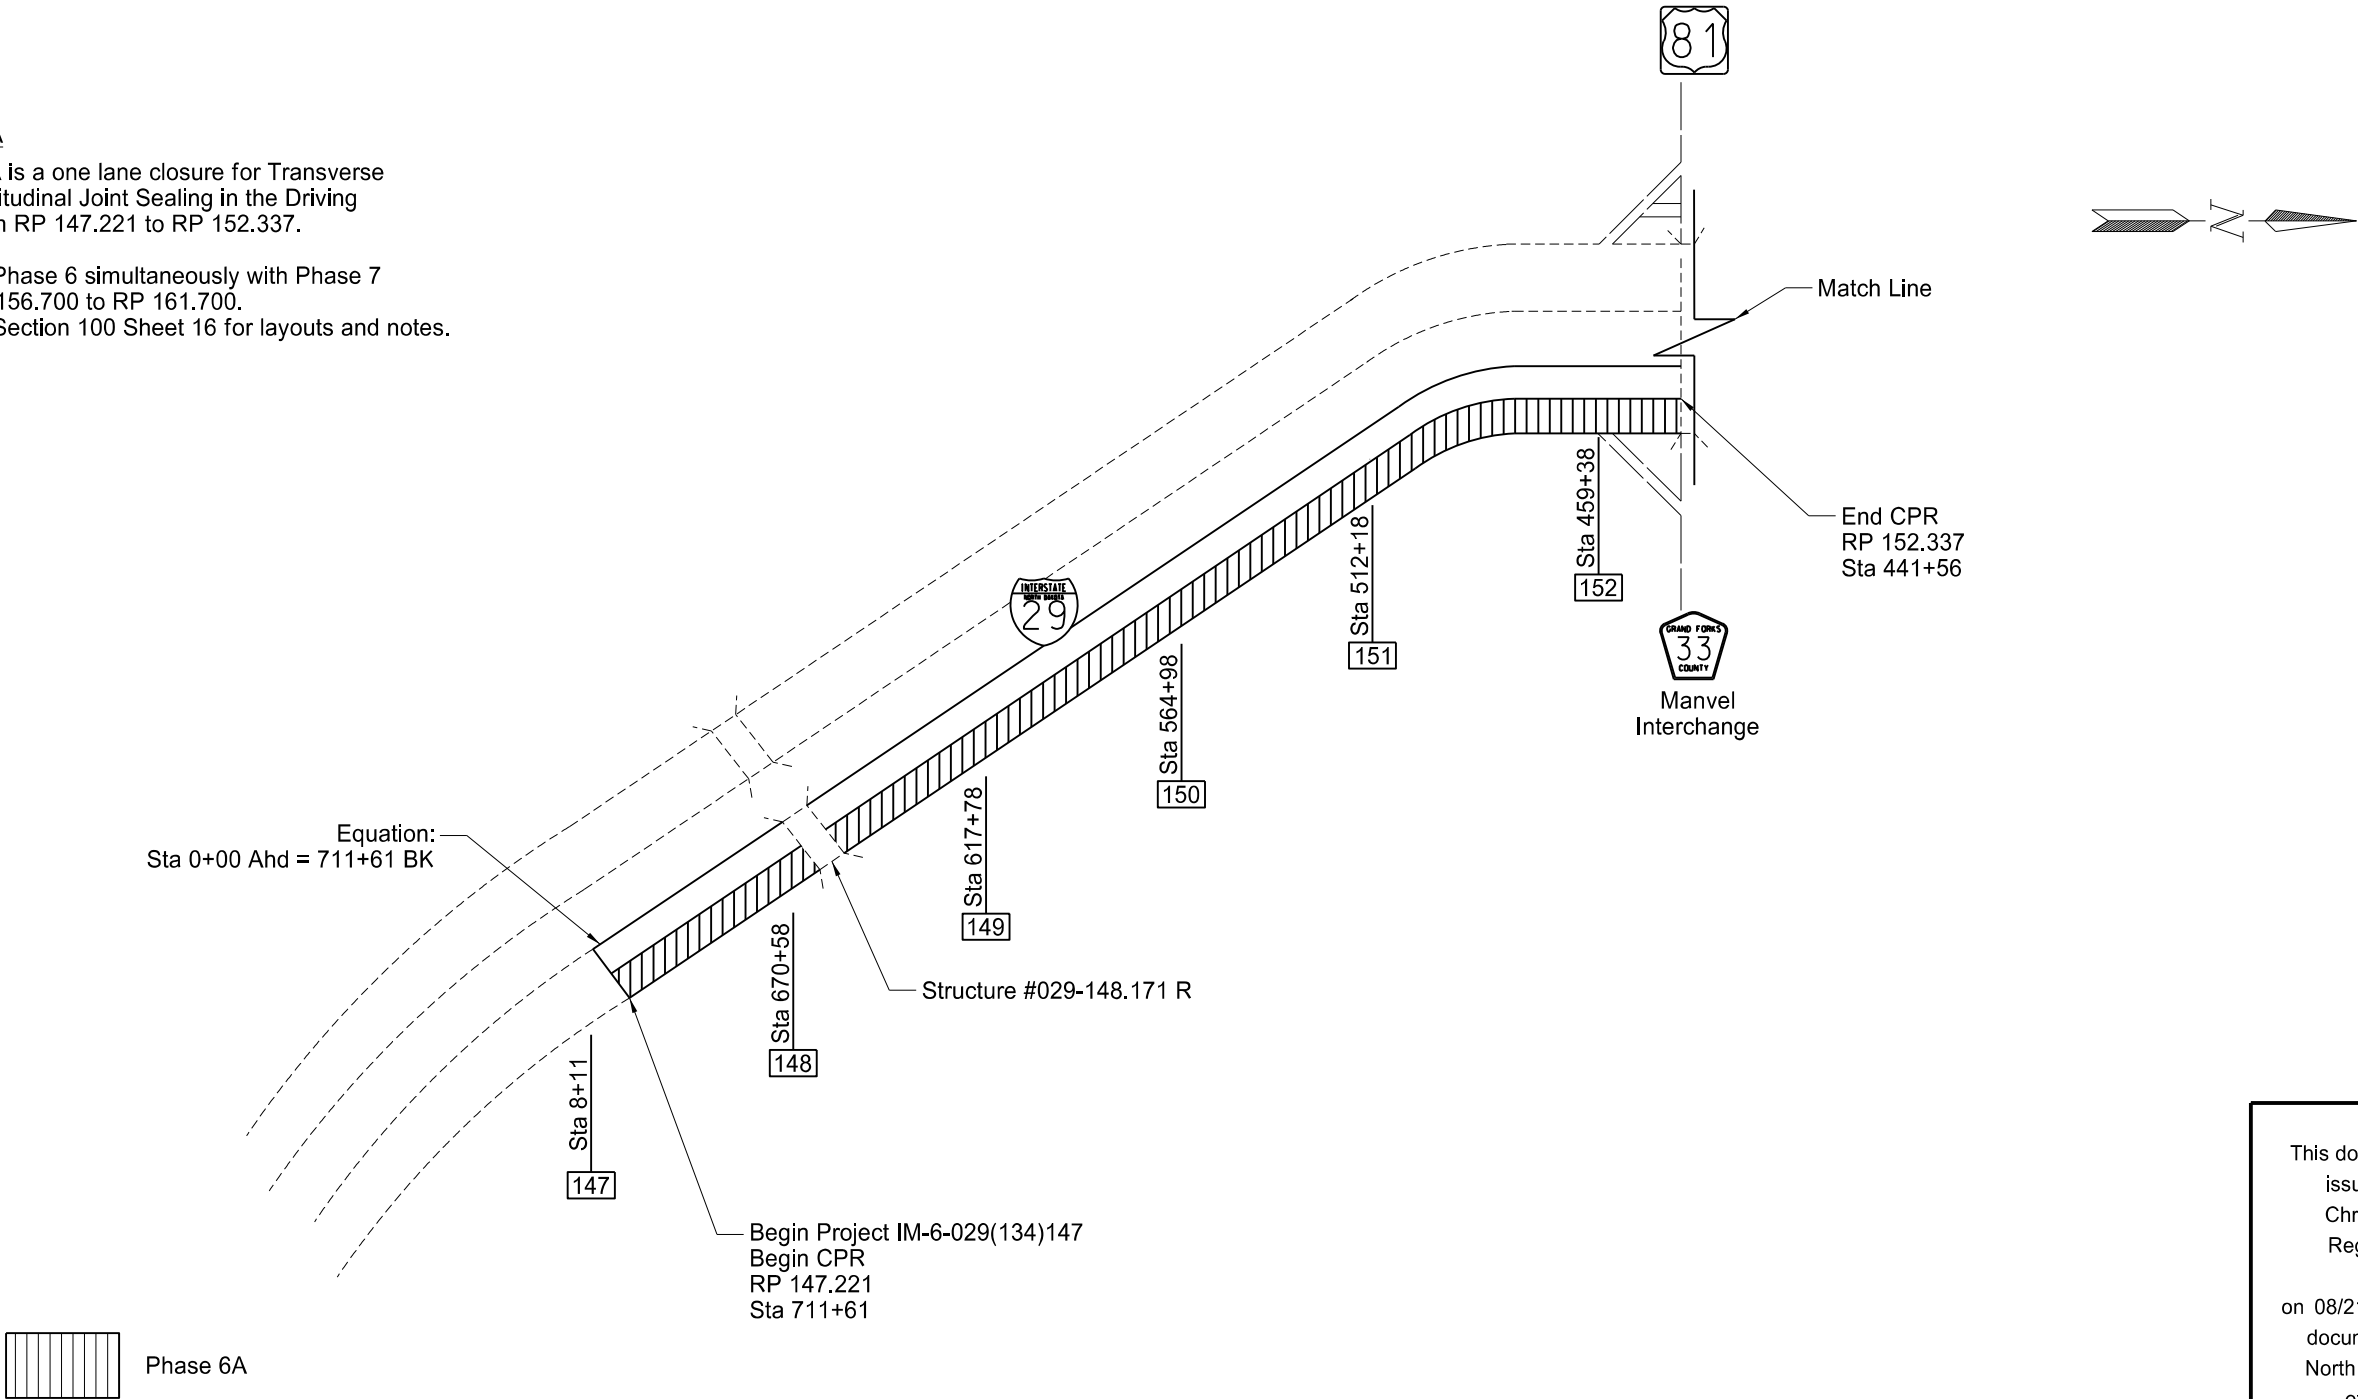 A
is a one lane closure for Transverse
itudinal Joint Sealing in the Driving
RP 147.221 to RP 152.337.
Phase 6 simultaneously with Phase 7
156.700 to RP 161.700.
Section 100 Sheet 16 for layouts and notes.
81
N
Match Line
End CPR
RP 152.337
Sta 441+56
Sta 459+38
152
GRAND FORKS
33
COUNTY
Manvel
Interchange
Sta 512+18
151
INTERSTATE
NORTH DAKOTA
29
Sta 564+98
150
Sta 617+78
149
Equation:
Sta 0+00 Ahd = 711+61 BK
Structure #029-148.171 R
Sta 670+58
148
Sta 8+11
147
Begin Project IM-6-029(134)147
Begin CPR
RP 147.221
Sta 711+61
Phase 6A
This do
issu
Chr
Reg
on 08/21
docum
North